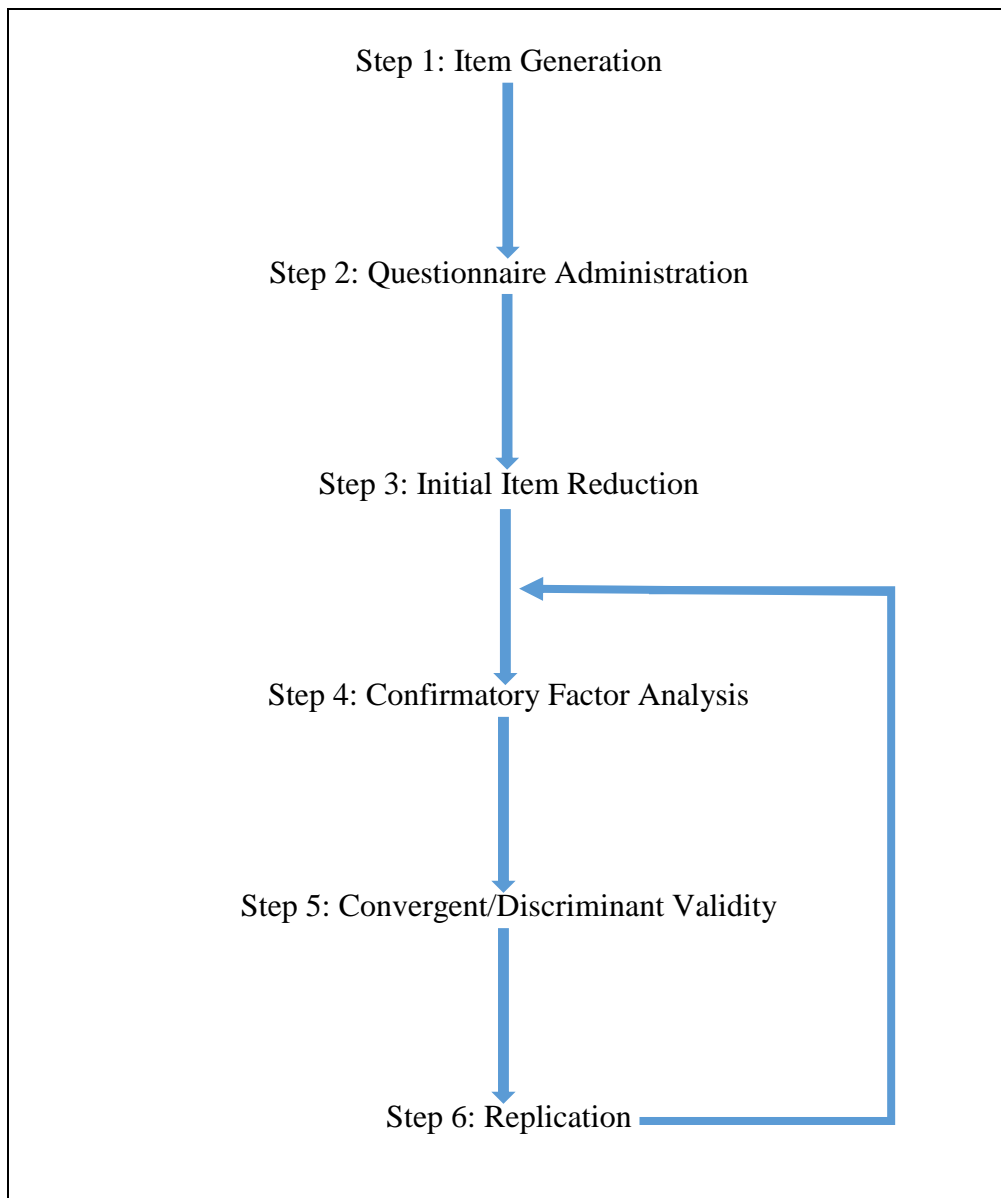 Step 1: Item Generation
Step 2: Questionnaire Administration
Step 3: Initial Item Reduction
Step 4: Confirmatory Factor Analysis
Step 5: Convergent/Discriminant Validity
Step 6: Replication